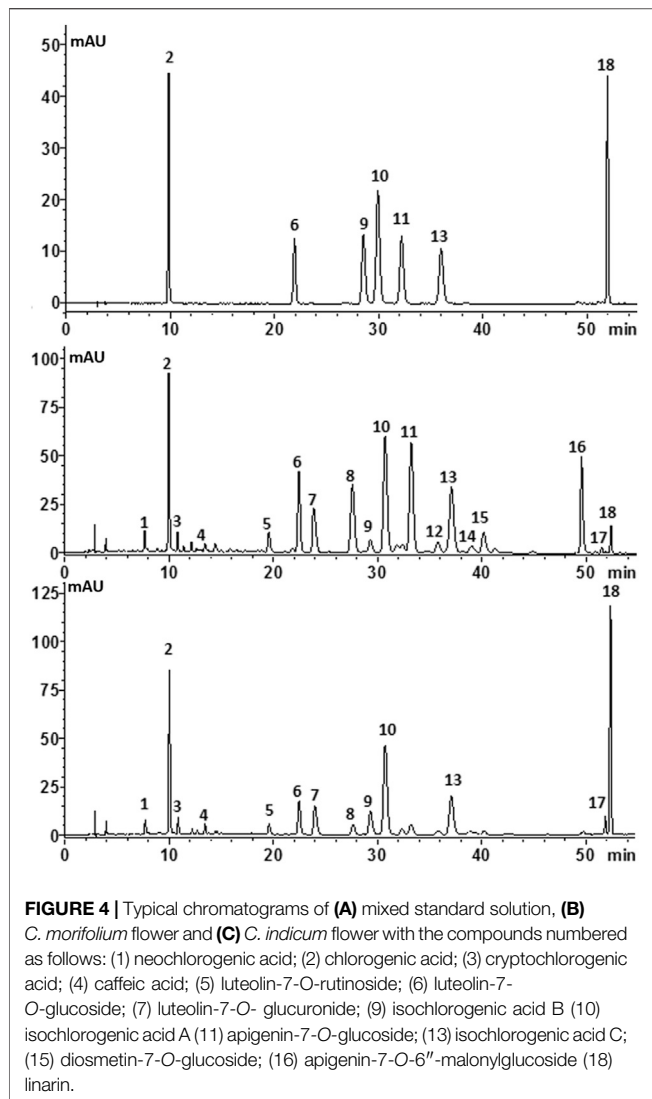 50 mAU 2 18
40
30
10
20
6 9 11 13
10
0
0 10 20 30 40 50 min
100 mAU 2
75
10 11
50 6 16
8 13
25 7
1 3 4 5 9 12 14 15 17 18
0
0 10 20 30 40 50 min
125 mAU 18
100
2
75
50 10
25 6 7 13
1 3 4 5 8 9 17
0
0 10 20 30 40 50 min
FIGURE 4 | Typical chromatograms of (A) mixed standard solution, (B)
C. morifolium flower and (C) C. indicum flower with the compounds numbered
as follows: (1) neochlorogenic acid; (2) chlorogenic acid; (3) cryptochlorogenic
acid; (4) caffeic acid; (5) luteolin-7-O-rutinoside; (6) luteolin-7-
O-glucoside; (7) luteolin-7-O- glucuronide; (9) isochlorogenic acid B (10)
isochlorogenic acid A (11) apigenin-7-O-glucoside; (13) isochlorogenic acid C;
(15) diosmetin-7-O-glucoside; (16) apigenin-7-O-6″-malonylglucoside (18)
linarin.